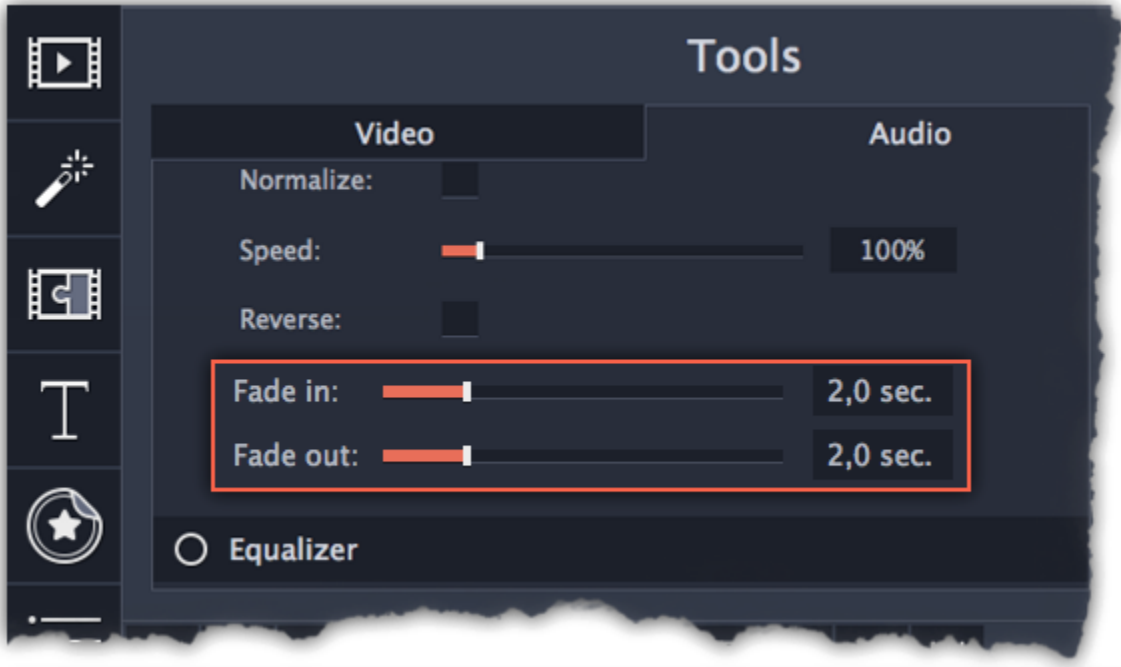 Tools
Video Audio
Normalize:
Speed: 100%
Reverse:
Fade in: 2,0 sec.
Fade out: 2,0 sec.
Equalizer